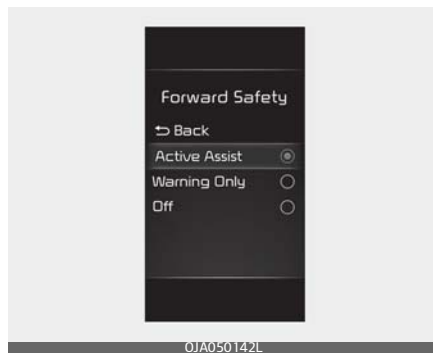 Forward Safety
⮌ Back
Active Assist
Warning Only
Off
OJA050142L